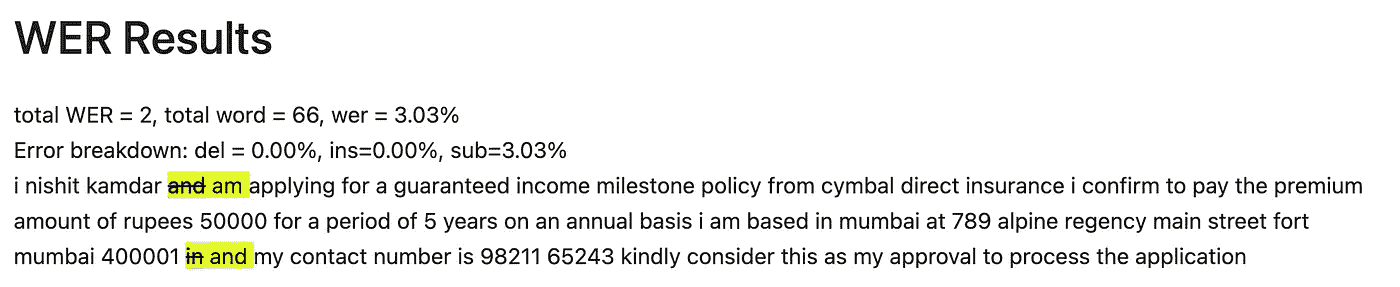 WER Results
total WER = 2, total word = 66, wer = 3.03%
Error breakdown: del = 0.00%, ins=0.00%, sub=3.03%
i nishit kamdar and am applying for a guaranteed income milestone policy from cymbal direct insurance i confirm to pay the premium
amount of rupees 50000 for a period of 5 years on an annual basis i am based in mumbai at 789 alpine regency main street fort
mumbai 400001 in and my contact number is 98211 65243 kindly consider this as my approval to process the application